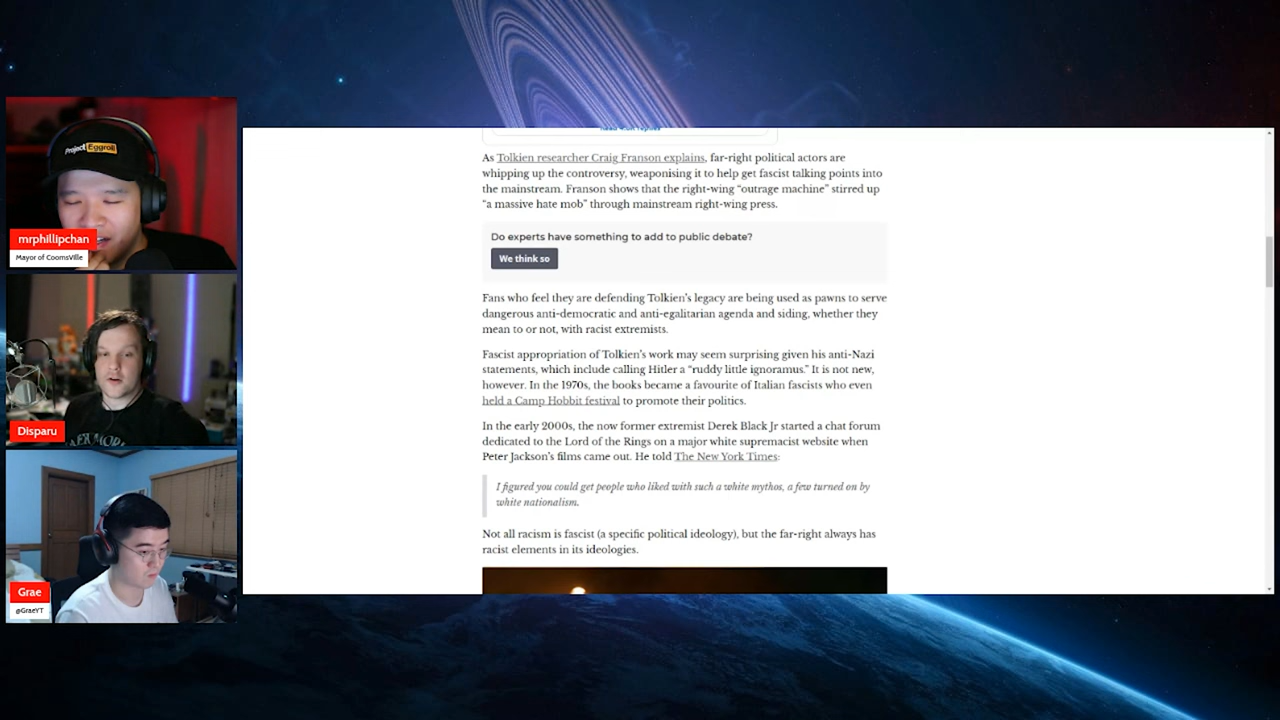 Project Eggroll
mrphillipchan
Mayor of CoomsVille
Disparu
Grae
@GraeYT
As Tolkien researcher Craig Franson explains, far-right political actors are
whipping up the controversy, weaponising it to help get fascist talking points into
the mainstream. Franson shows that the right-wing “outrage machine” stirred up
“a massive hate mob” through mainstream right-wing press.
Do experts have something to add to public debate?
We think so
Fans who feel they are defending Tolkien’s legacy are being used as pawns to serve
dangerous anti-democratic and anti-egalitarian agenda and siding, whether they
mean to or not, with racist extremists.
Fascist appropriation of Tolkien’s work may seem surprising given his anti-Nazi
statements, which include calling Hitler a “ruddy little ignoramus.” It is not new,
however. In the 1970s, the books became a favourite of Italian fascists who even
held a Camp Hobbit festival to promote their politics.
In the early 2000s, the now former extremist Derek Black Jr started a chat forum
dedicated to the Lord of the Rings on a major white supremacist website when
Peter Jackson’s films came out. He told The New York Times:
I figured you could get people who liked with such a white mythos, a few turned on by
white nationalism.
Not all racism is fascist (a specific political ideology), but the far-right always has
racist elements in its ideologies.